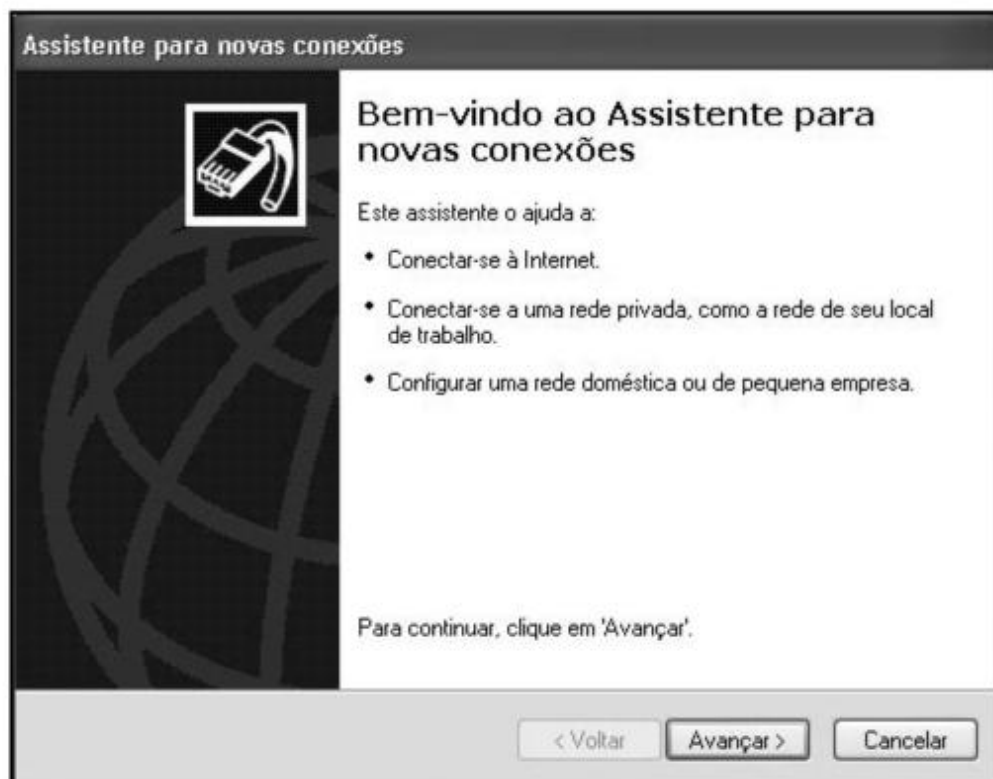 Assistente para novas conexões
Bem-vindo ao Assistente para
novas conexões
Este assistente o ajuda a:
• Conectar-se à Internet.
• Conectar-se a uma rede privada, como a rede de seu local
de trabalho.
• Configurar uma rede doméstica ou de pequena empresa.
Para continuar, clique em 'Avançar'.
< Voltar   Avançar >   Cancelar